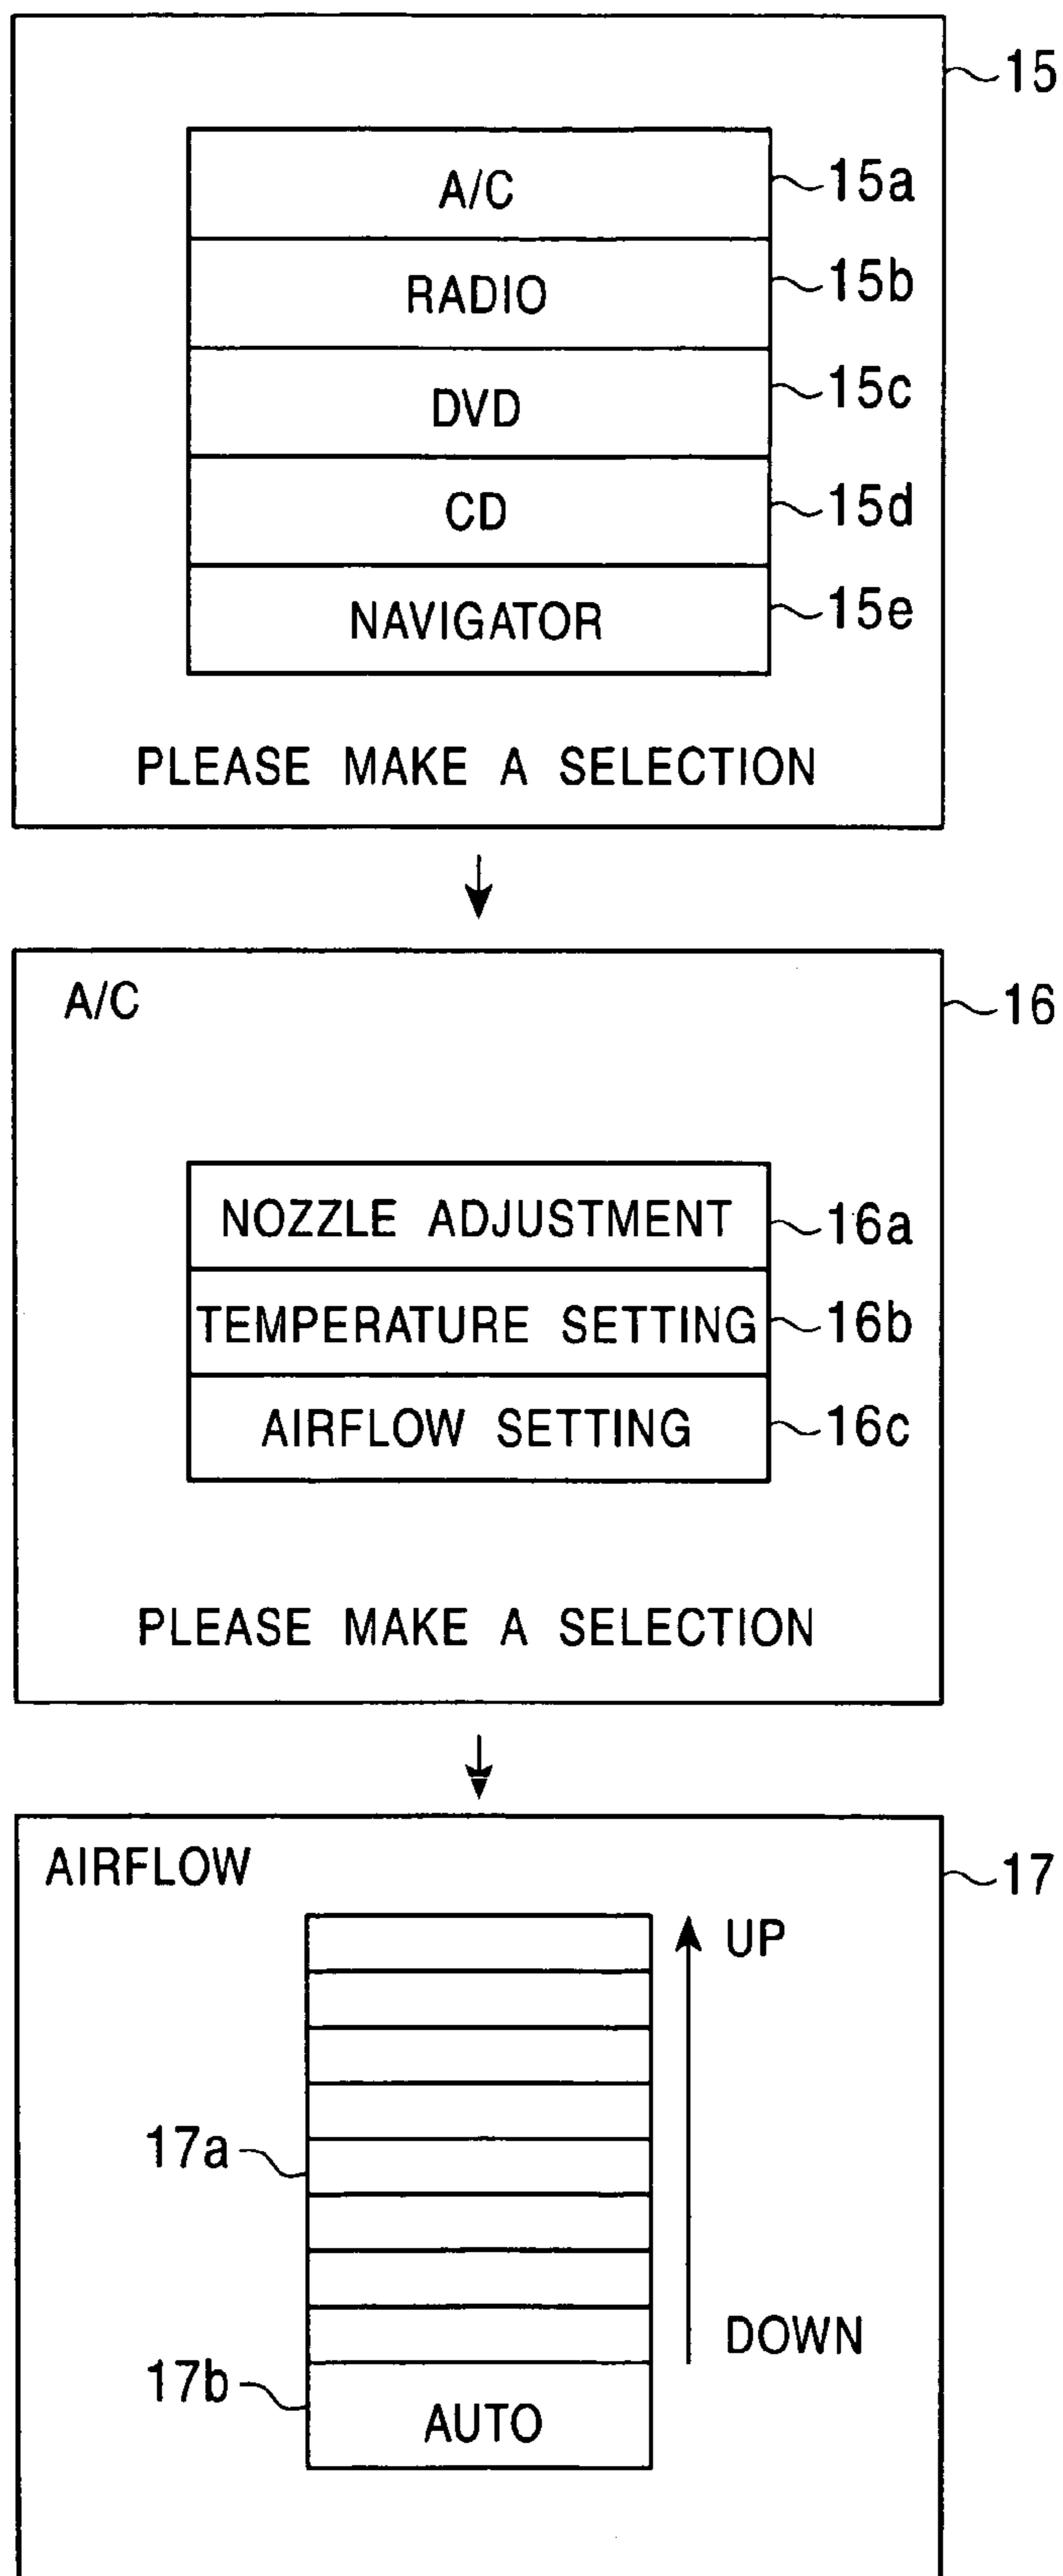 15
A/C 15a
RADIO 15b
DVD 15c
CD 15d
NAVIGATOR 15e
PLEASE MAKE A SELECTION
A/C 16
NOZZLE ADJUSTMENT 16a
TEMPERATURE SETTING 16b
AIRFLOW SETTING 16c
PLEASE MAKE A SELECTION
AIRFLOW 17
UP
17a
DOWN
17b AUTO